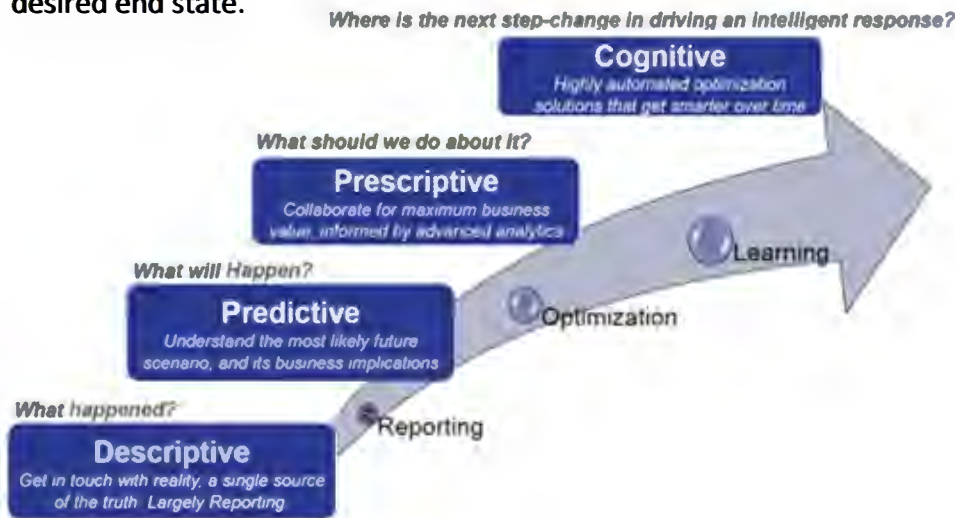 desired end state.
Where is the next step-change in driving an intelligent response?
Cognitive
Highly automated optimization
solutions that get smarter over time
What should we do about it?
Prescriptive
Collaborate for maximum business
value, informed by advanced analytics
Learning
What will Happen?
Predictive
Understand the most likely future
scenario, and its business implications
Optimization
What happened?
Reporting
Descriptive
Get in touch with reality, a single source
of the truth Largely Reporting